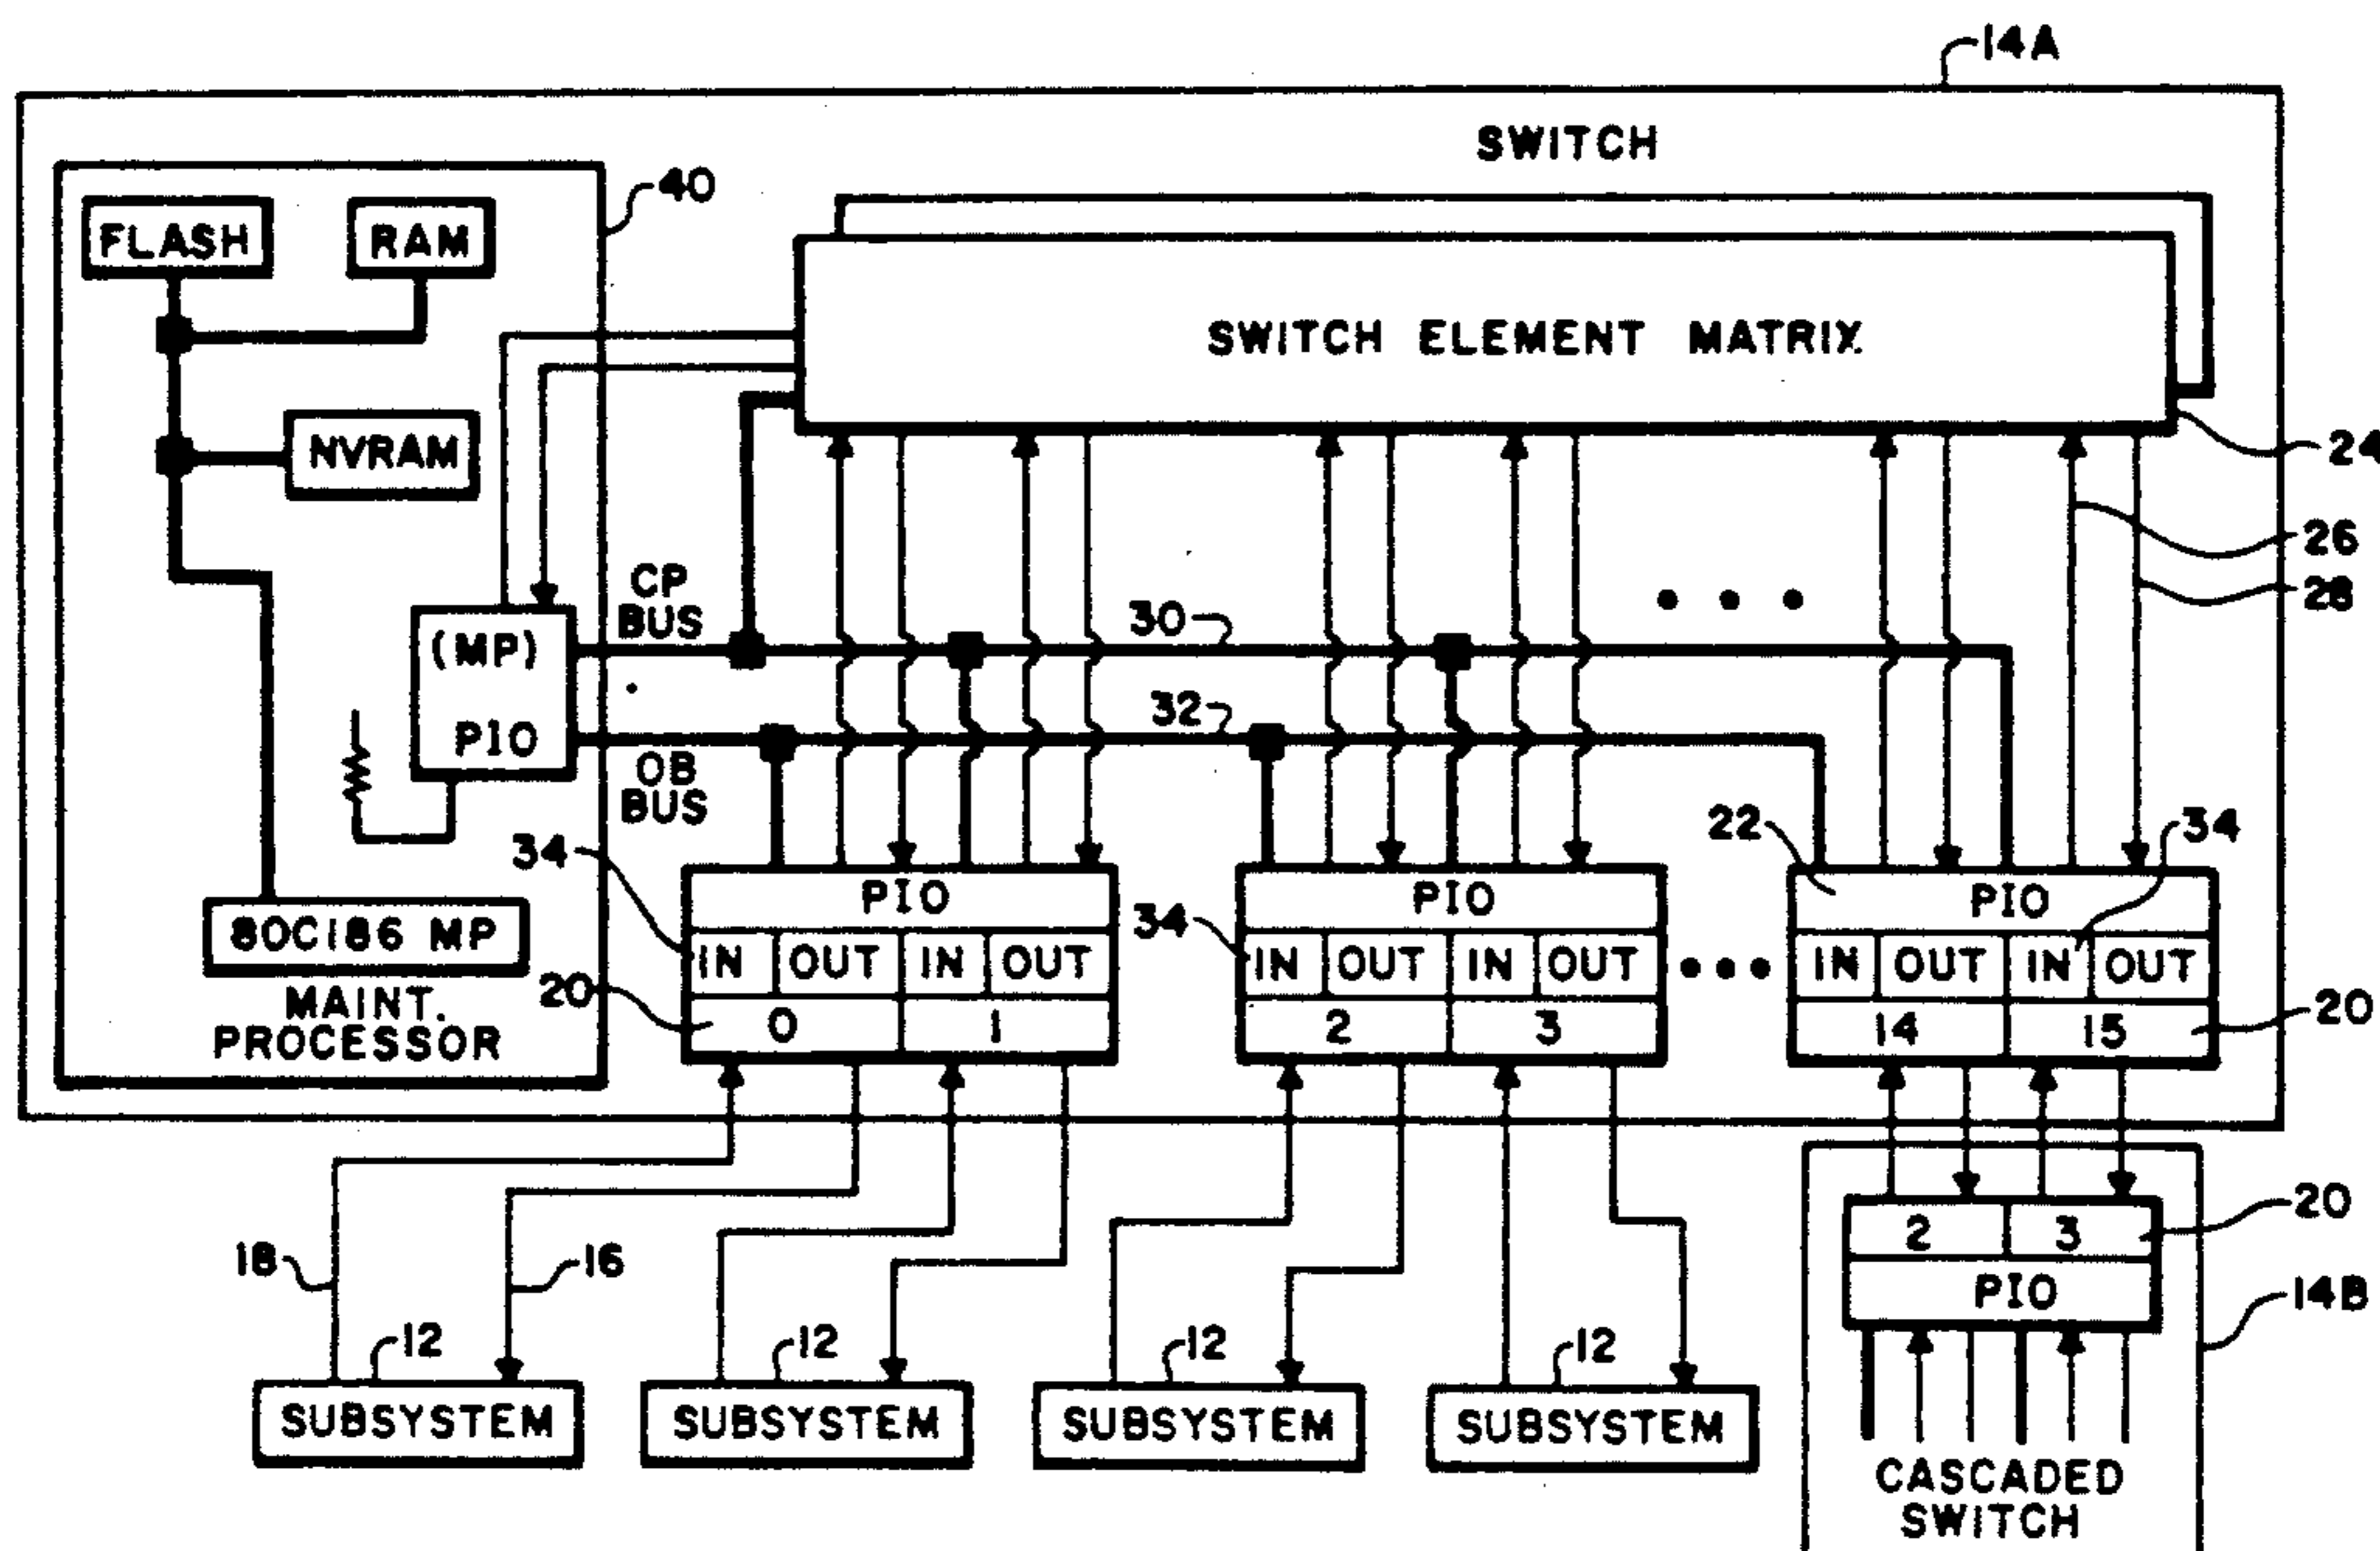 14A
SWITCH
40
FLASH
RAM
SWITCH ELEMENT MATRIX
NVRAM
24
26
28
CP
BUS
30
(MP)
PIO
32
OB
BUS
34
22
34
PIO
PIO
PIO
34
IN OUT IN OUT
IN OUT IN OUT
IN OUT IN OUT
80C186 MP
MAINT.
PROCESSOR
20
0 1
2 3
14 15
20
2 3
20
PIO
14B
18
16
12
12
12
12
SUBSYSTEM
SUBSYSTEM
SUBSYSTEM
SUBSYSTEM
CASCADED
SWITCH